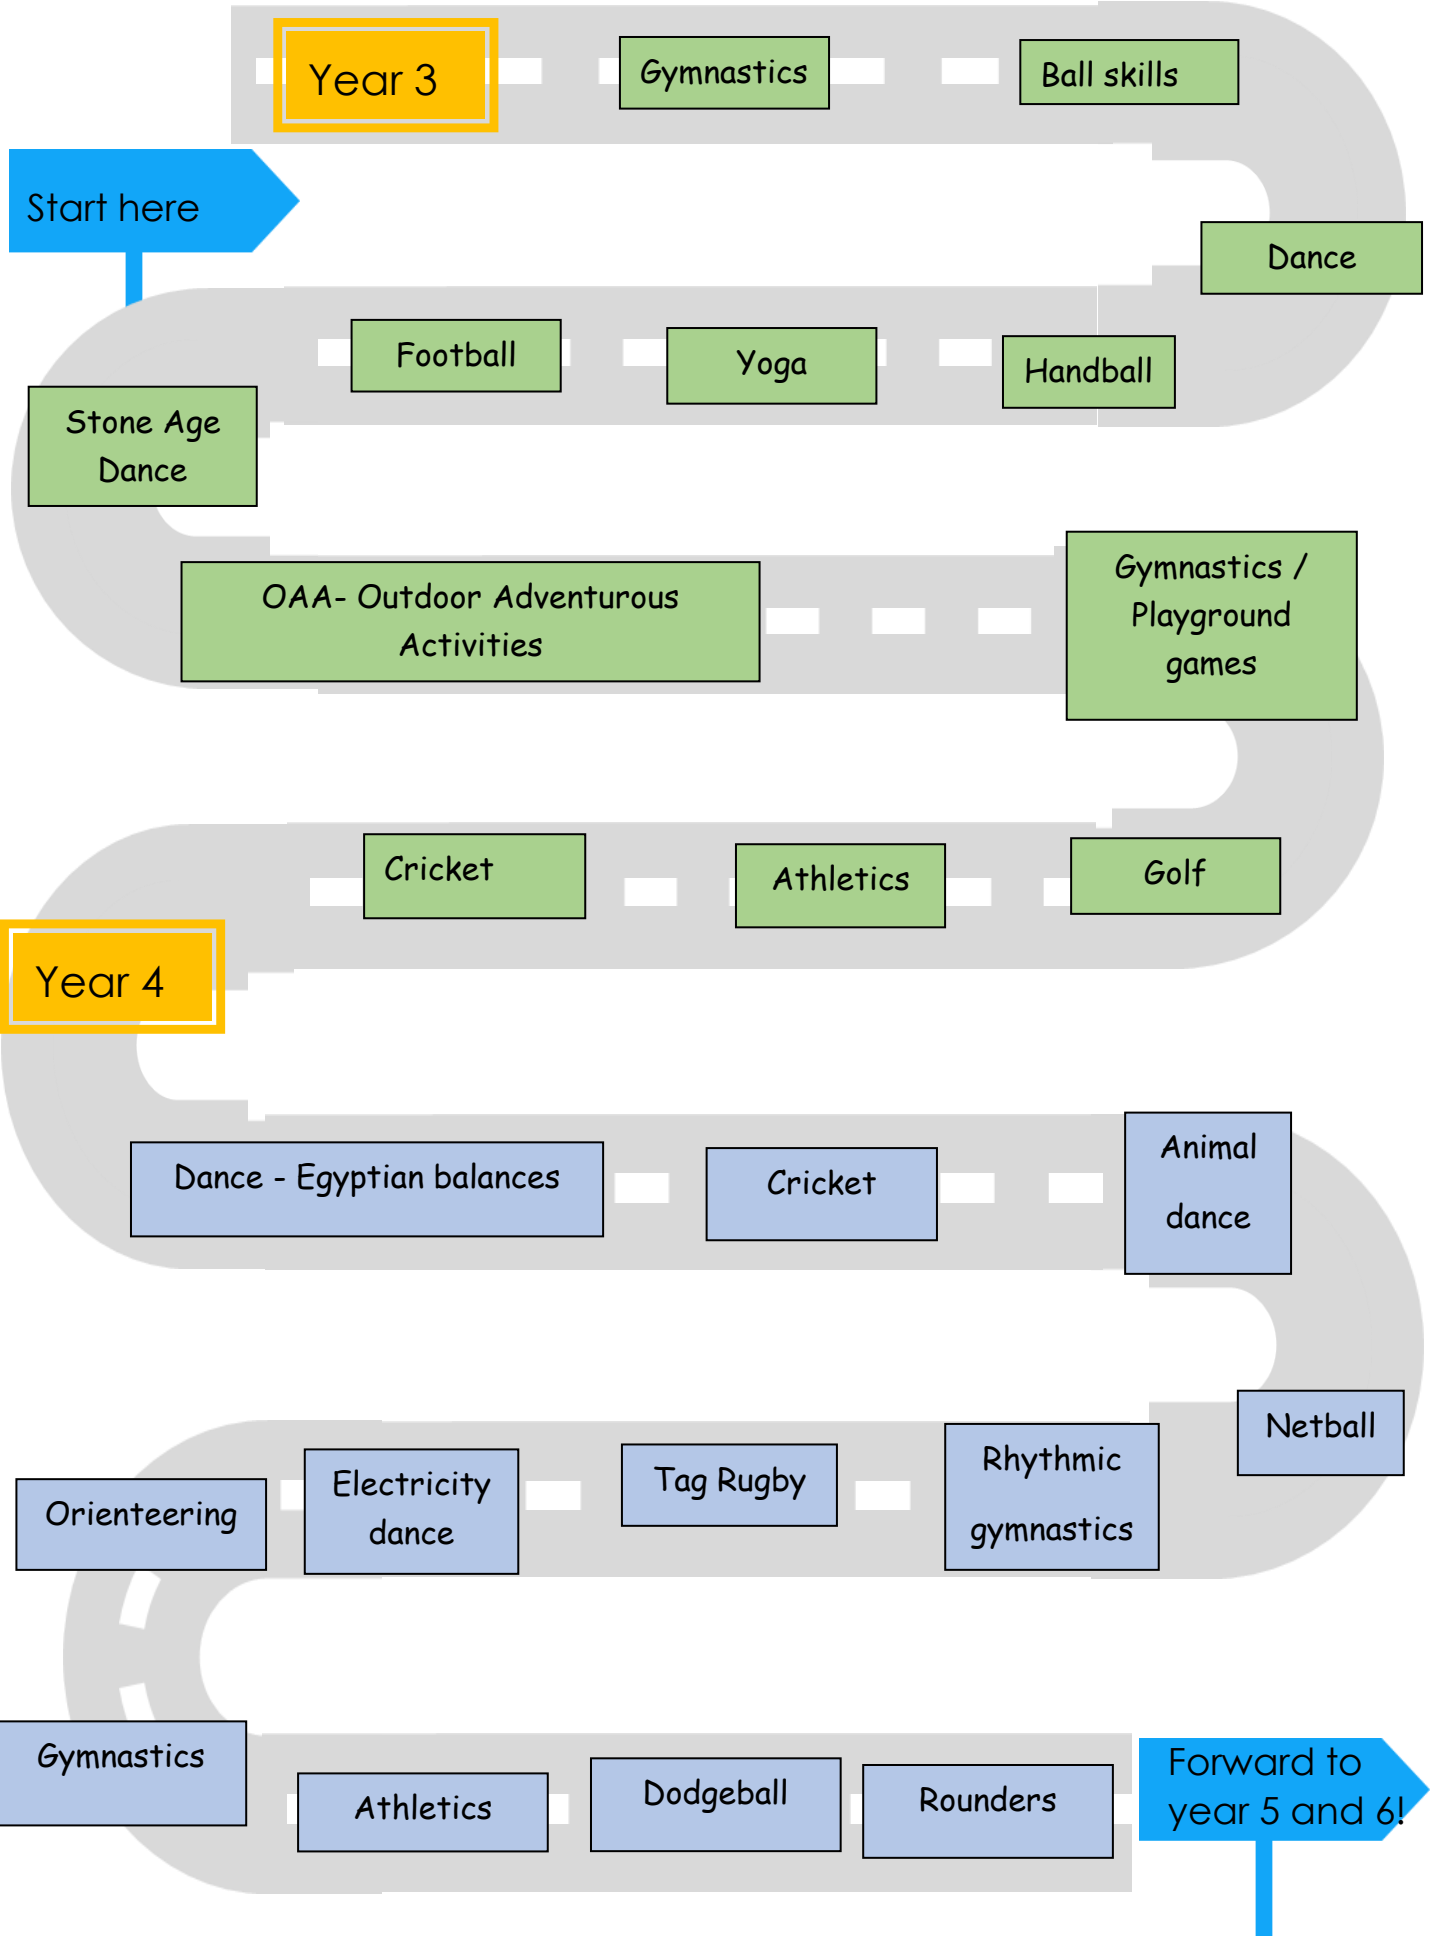 Year 3
Gymnastics
Ball skills
Start here
Dance
Handball
Yoga
Football
Stone Age
Dance
OAA- Outdoor Adventurous
Activities
Gymnastics /
Playground
games
Golf
Athletics
Cricket
Year 4
Dance - Egyptian balances
Cricket
Animal
dance
Netball
Rhythmic
gymnastics
Tag Rugby
Electricity
dance
Orienteering
Gymnastics
Athletics
Dodgeball
Rounders
Forward to
year 5 and 6!